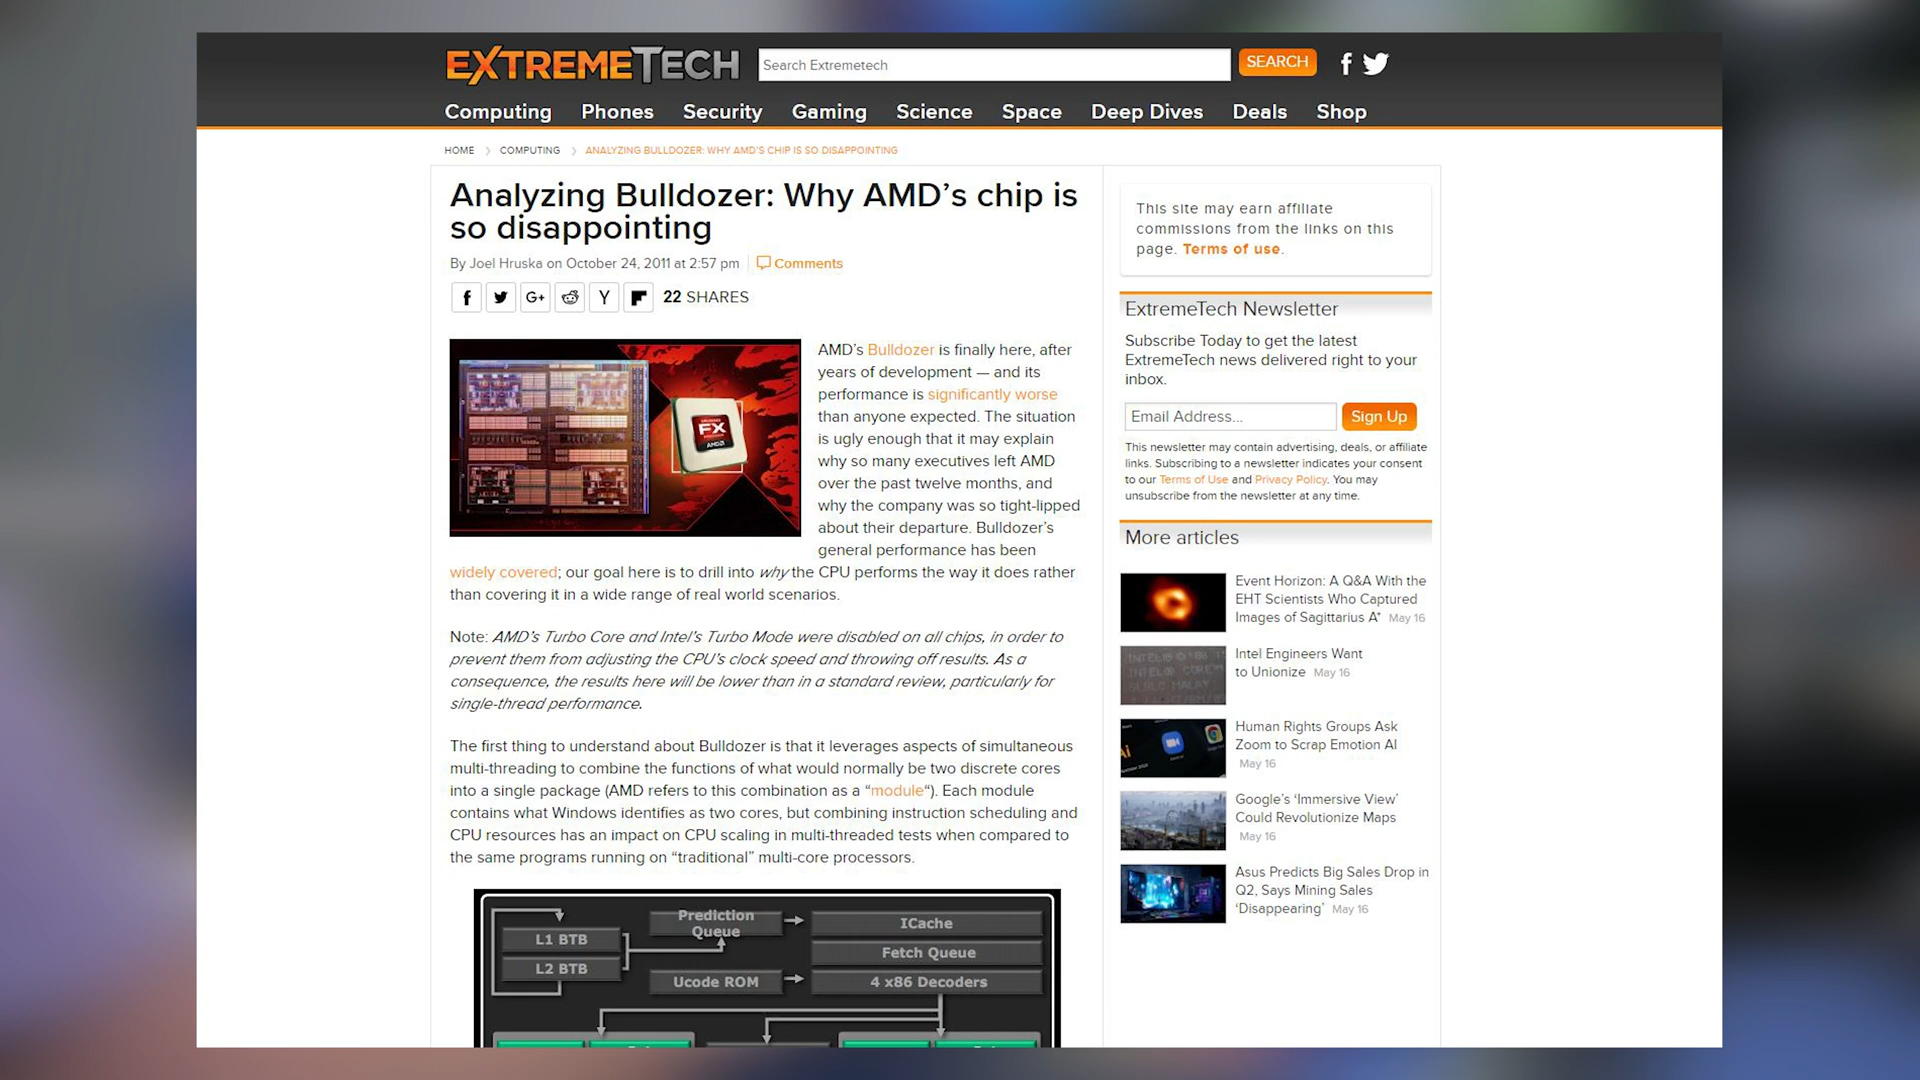 EXTREMETECH
Search Extremetech
SEARCH
Computing Phones Security Gaming Science Space Deep Dives Deals Shop
HOME COMPUTING ANALYZING BULLDOZER: WHY AMD'S CHIP IS SO DISAPPOINTING
Analyzing Bulldozer: Why AMD's chip is
so disappointing
By Joel Hruska on October 24, 2011 at 2:57 pm Comments
f G+ Y 22 SHARES
FX
AMD
AMD's Bulldozer is finally here, after
years of development — and its
performance is significantly worse
than anyone expected. The situation
is ugly enough that it may explain
why so many executives left AMD
over the past twelve months, and
why the company was so tight-lipped
about their departure. Bulldozer's
general performance has been
widely covered; our goal here is to drill into why the CPU performs the way it does rather
than covering it in a wide range of real world scenarios.
Note: AMD's Turbo Core and Intel's Turbo Mode were disabled on all chips, in order to
prevent them from adjusting the CPU's clock speed and throwing off results. As a
consequence, the results here will be lower than in a standard review, particularly for
single-thread performance.
The first thing to understand about Bulldozer is that it leverages aspects of simultaneous
multi-threading to combine the functions of what would normally be two discrete cores
into a single package (AMD refers to this combination as a “module“). Each module
contains what Windows identifies as two cores, but combining instruction scheduling and
CPU resources has an impact on CPU scaling in multi-threaded tests when compared to
the same programs running on “traditional” multi-core processors.
L1 BTB
L2 BTB
Prediction
Queue
Ucode ROM
ICache
Fetch Queue
4 x86 Decoders
This site may earn affiliate
commissions from the links on this
page. Terms of use.
ExtremeTech Newsletter
Subscribe Today to get the latest
ExtremeTech news delivered right to your
inbox.
Email Address... Sign Up
This newsletter may contain advertising, deals, or affiliate
links. Subscribing to a newsletter indicates your consent
to our Terms of Use and Privacy Policy. You may
unsubscribe from the newsletter at any time.
More articles
Event Horizon: A Q&A With the
EHT Scientists Who Captured
Images of Sagittarius A* May 16
Intel Engineers Want
to Unionize May 16
Human Rights Groups Ask
Zoom to Scrap Emotion AI
May 16
Google's ‘Immersive View’
Could Revolutionize Maps
May 16
Asus Predicts Big Sales Drop in
Q2, Says Mining Sales
‘Disappearing’ May 16